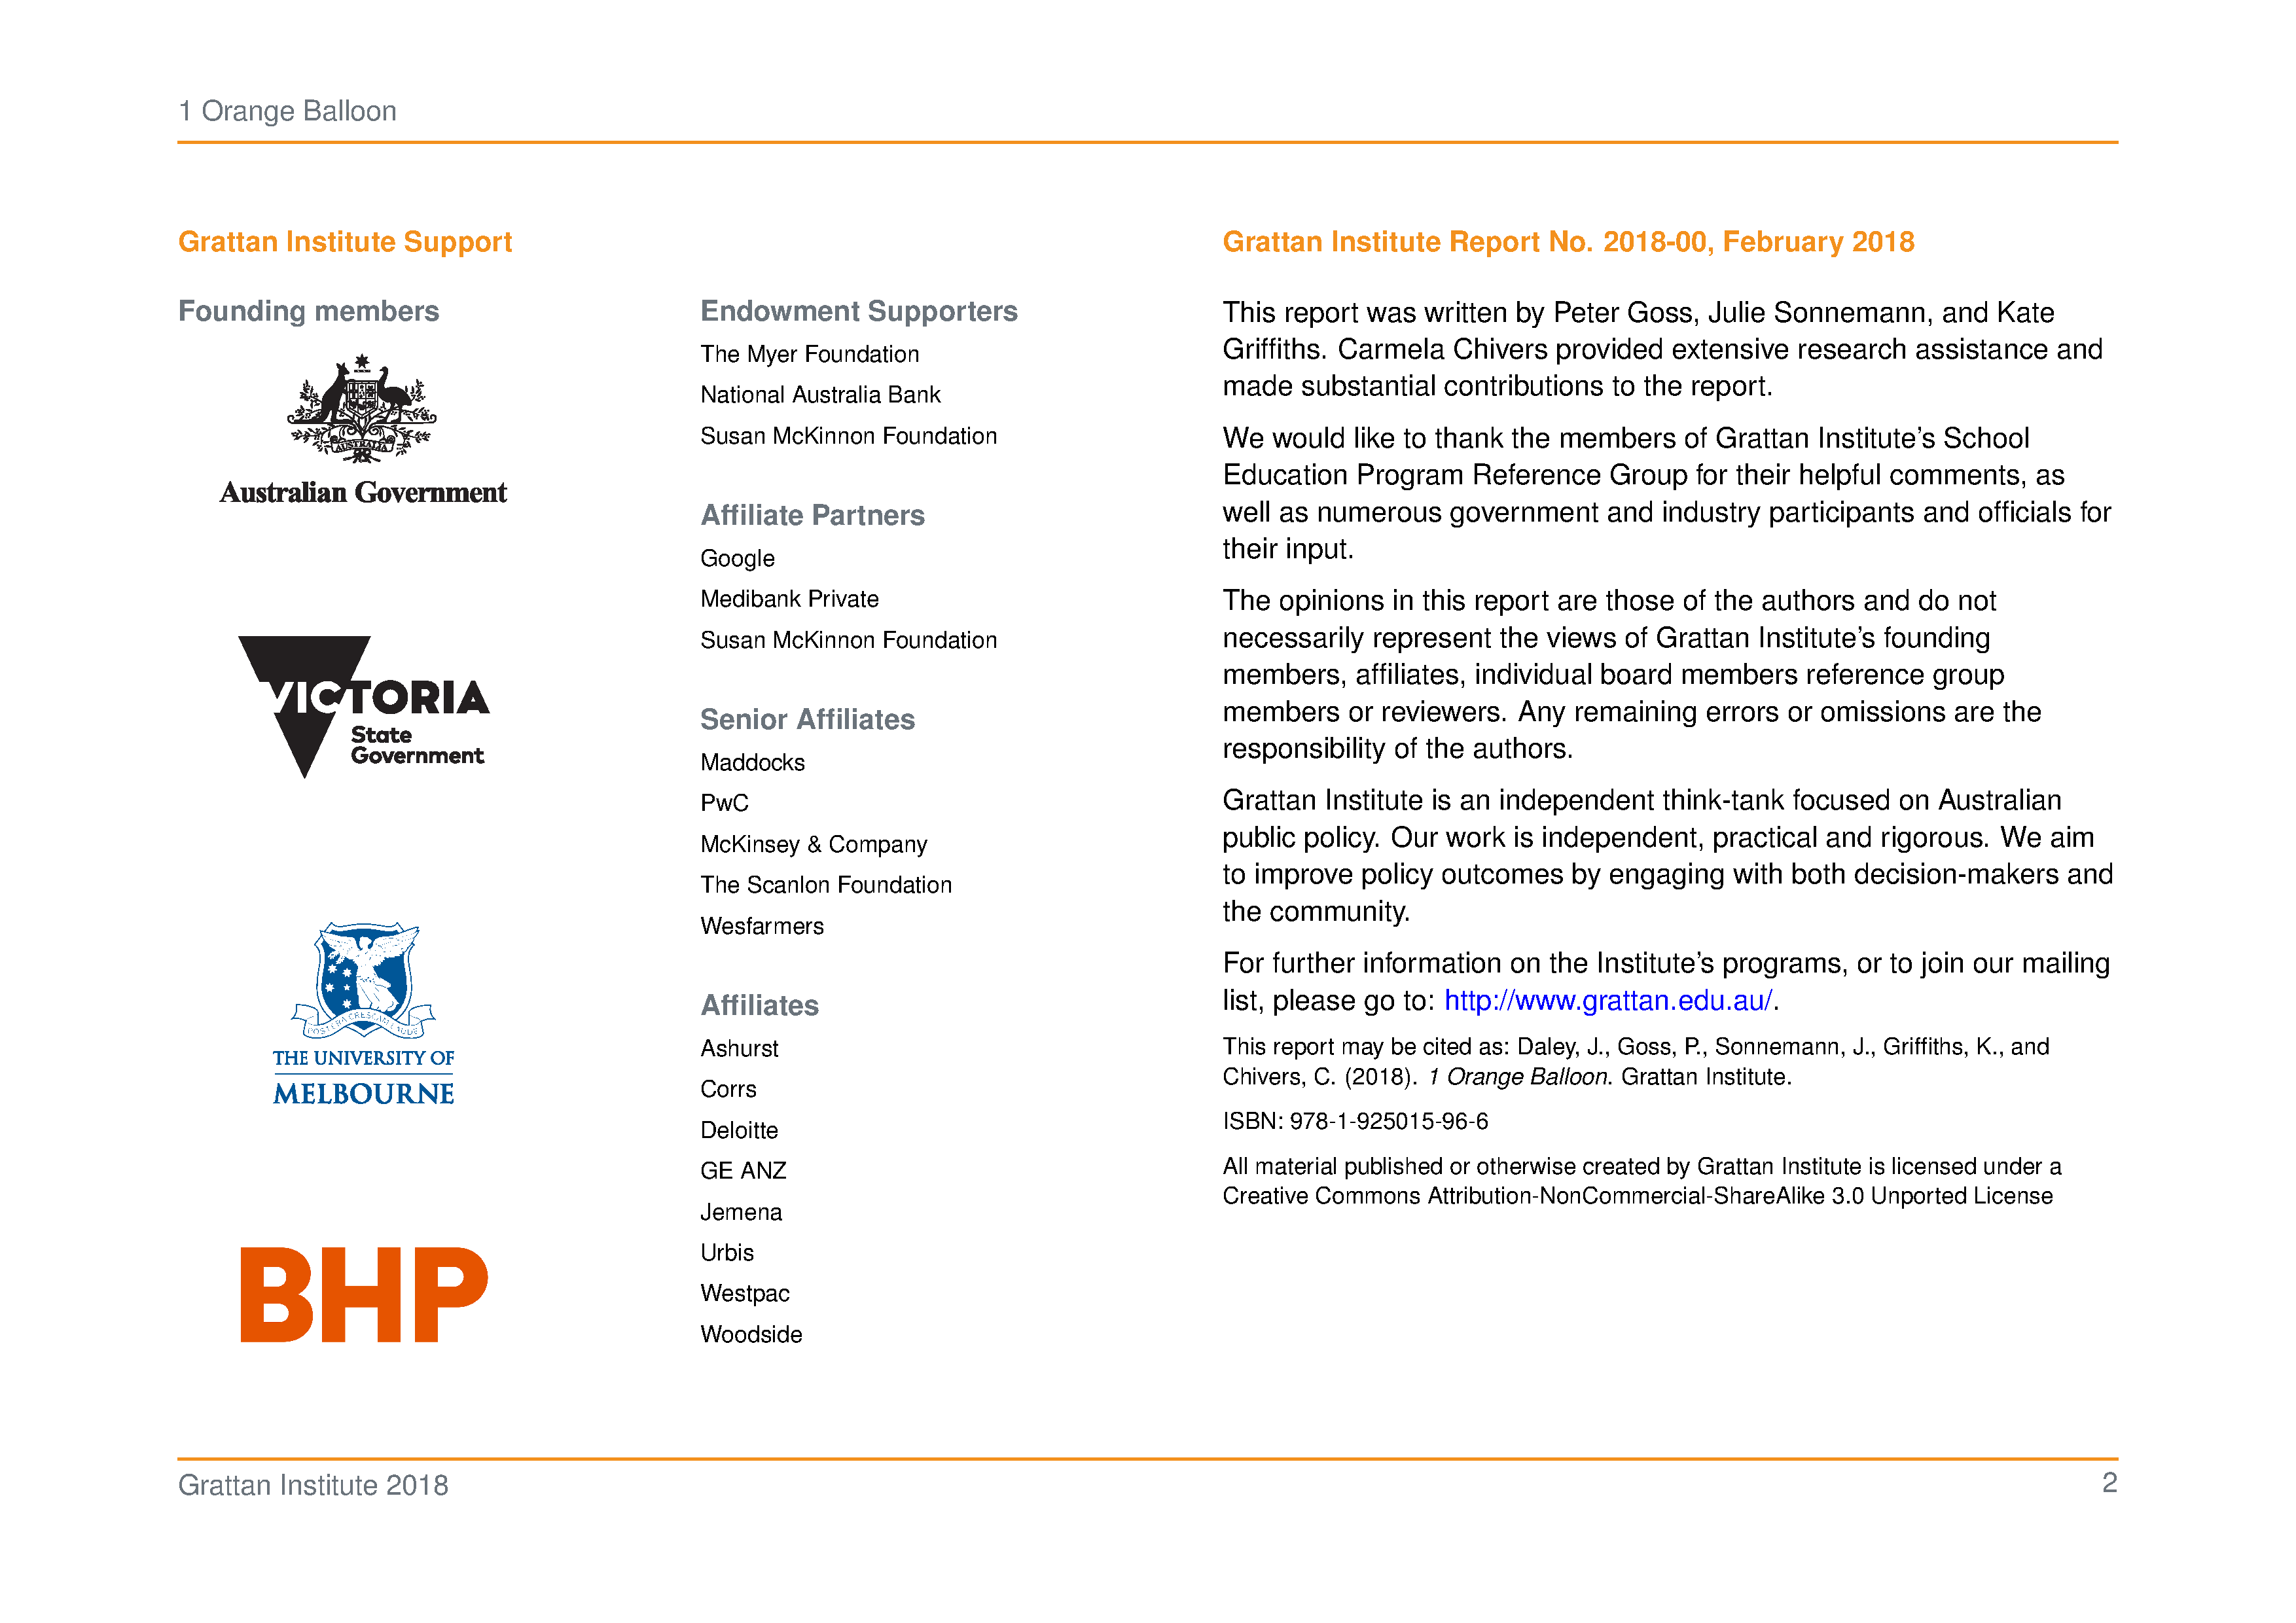 1 Orange Balloon
Grattan Institute Support
Founding members
AUSTRALIA
Australian Government
VICTORIA
State
Government
POSTERA CRESCAM LAUDE
THE UNIVERSITY OF
MELBOURNE
BHP
Endowment Supporters
The Myer Foundation
National Australia Bank
Susan McKinnon Foundation
Affiliate Partners
Google
Medibank Private
Susan McKinnon Foundation
Senior Affiliates
Maddocks
PwC
McKinsey & Company
The Scanlon Foundation
Wesfarmers
Affiliates
Ashurst
Corrs
Deloitte
GE ANZ
Jemena
Urbis
Westpac
Woodside
Grattan Institute Report No. 2018-00, February 2018
This report was written by Peter Goss, Julie Sonnemann, and Kate
Griffiths. Carmela Chivers provided extensive research assistance and
made substantial contributions to the report.
We would like to thank the members of Grattan Institute’s School
Education Program Reference Group for their helpful comments, as
well as numerous government and industry participants and officials for
their input.
The opinions in this report are those of the authors and do not
necessarily represent the views of Grattan Institute’s founding
members, affiliates, individual board members reference group
members or reviewers. Any remaining errors or omissions are the
responsibility of the authors.
Grattan Institute is an independent think-tank focused on Australian
public policy. Our work is independent, practical and rigorous. We aim
to improve policy outcomes by engaging with both decision-makers and
the community.
For further information on the Institute’s programs, or to join our mailing
list, please go to: http://www.grattan.edu.au/.
This report may be cited as: Daley, J., Goss, P., Sonnemann, J., Griffiths, K., and
Chivers, C. (2018). 1 Orange Balloon. Grattan Institute.
ISBN: 978-1-925015-96-6
All material published or otherwise created by Grattan Institute is licensed under a
Creative Commons Attribution-NonCommercial-ShareAlike 3.0 Unported License
Grattan Institute 2018
2